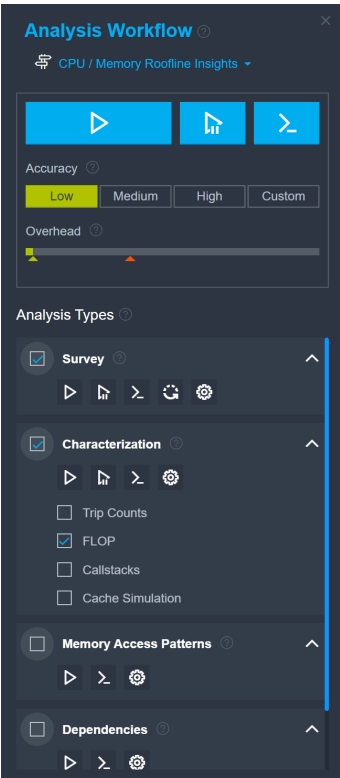 Analysis Workflow
CPU / Memory Roofline Insights
Accuracy
Low Medium High Custom
Overhead
Analysis Types
Survey
Characterization
Trip Counts
FLOP
Callstacks
Cache Simulation
Memory Access Patterns
Dependencies